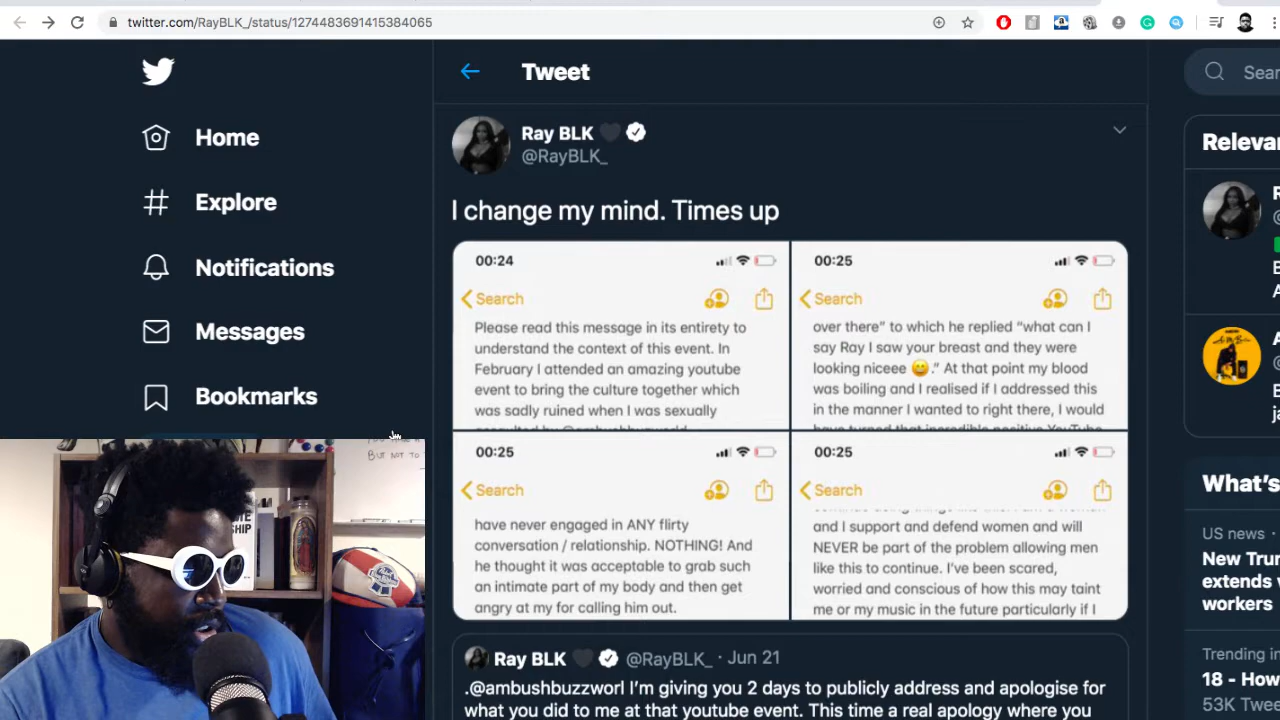 twitter.com/RayBLK_/status/1274483691415384065
Tweet
Home
Explore
Notifications
Messages
Bookmarks
Ray BLK
@RayBLK_
I change my mind. Times up
00:24
Search
Please read this message in its entirety to
understand the context of this event. In
February I attended an amazing youtube
event to bring the culture together which
was sadly ruined when I was sexually
00:25
Search
over there” to which he replied “what can I
say Ray I saw your breast and they were
looking niceee 😄.” At that point my blood
was boiling and I realised if I addressed this
in the manner I wanted to right there, I would
have turned that incredible positive YouTube
00:25
Search
have never engaged in ANY flirty
conversation / relationship. NOTHING! And
he thought it was acceptable to grab such
an intimate part of my body and then get
angry at my for calling him out.
00:25
Search
and I support and defend women and will
NEVER be part of the problem allowing men
like this to continue. I’ve been scared,
worried and conscious of how this may taint
me or my music in the future particularly if I
Ray BLK @RayBLK_ · Jun 21
.@ambushbuzzworl I’m giving you 2 days to publicly address and apologise for
what you did to me at that youtube event. This time a real apology where you
Sear
Releva
What’s
US news ·
New Trur
extends v
workers
Trending in
18 - How
53K Twee
BUT NOT TO